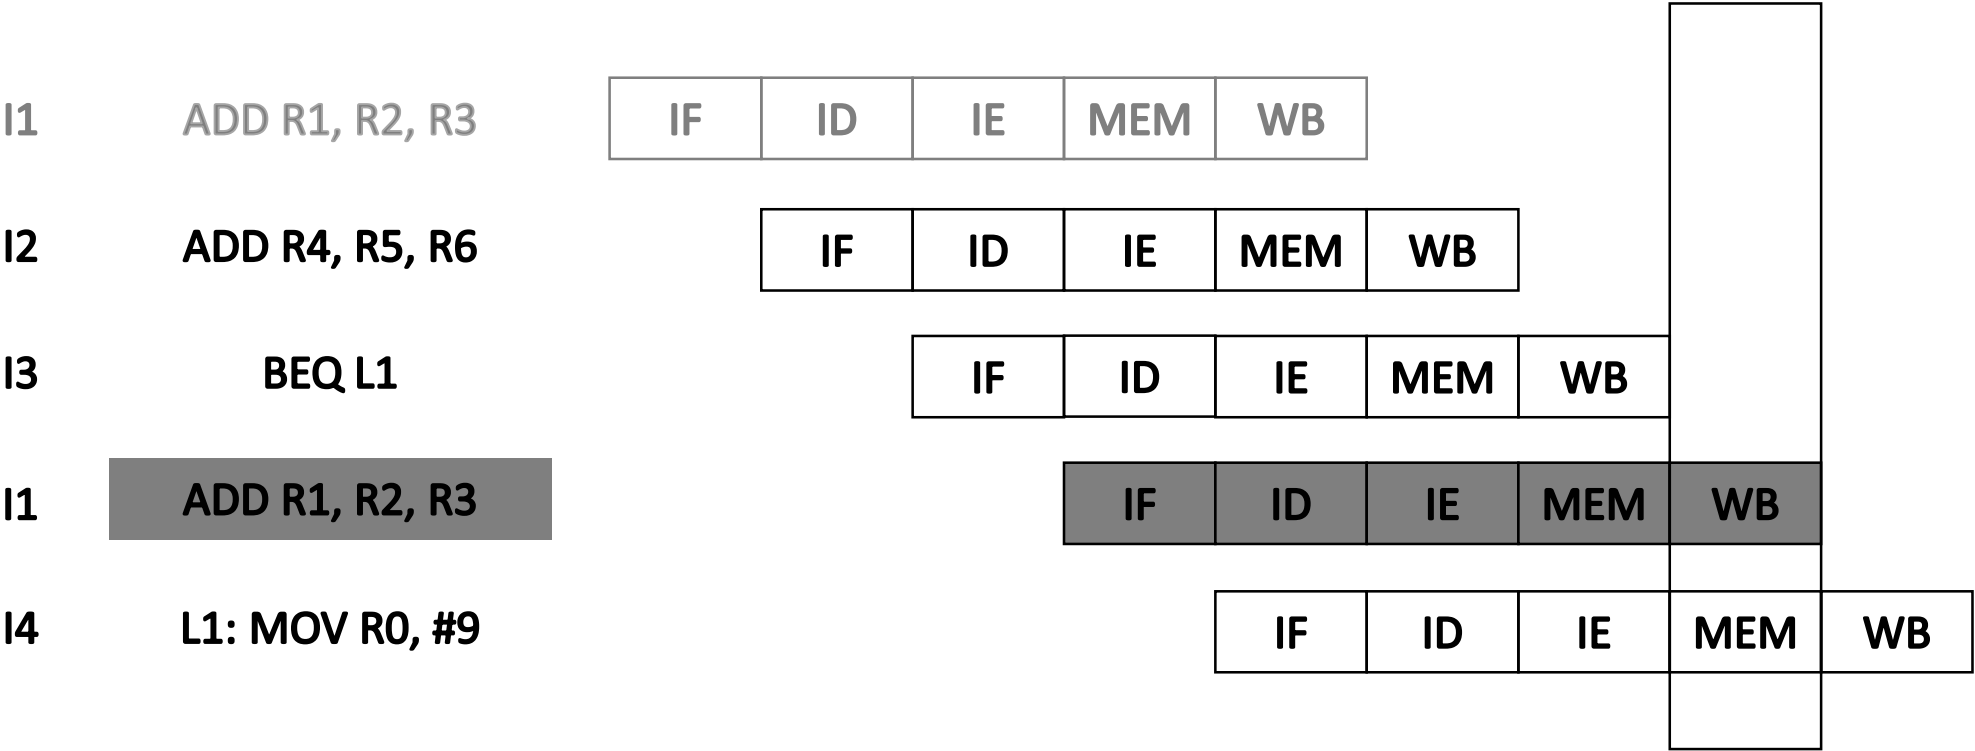 I1 ADD R1, R2, R3 IF ID IE MEM WB
I2 ADD R4, R5, R6 IF ID IE MEM WB
I3 BEQ L1 IF ID IE MEM WB
I1 ADD R1, R2, R3 IF ID IE MEM WB
I4 L1: MOV R0, #9 IF ID IE MEM WB